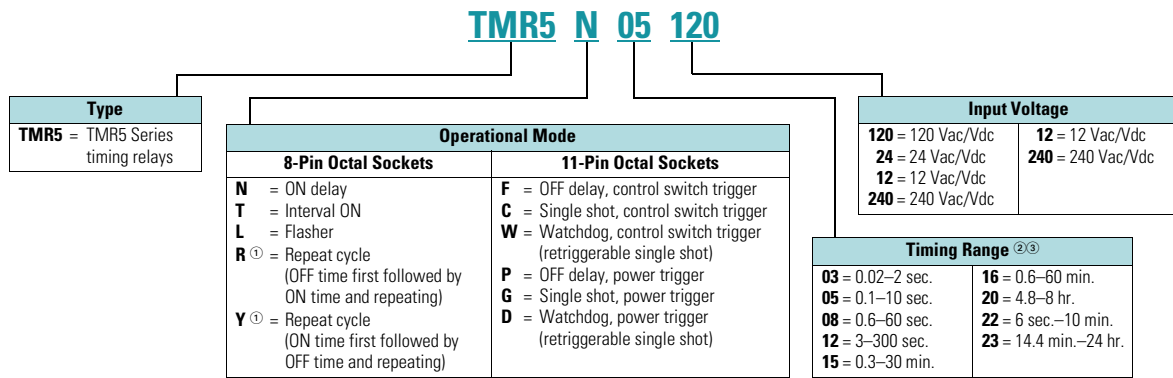 TMR5 N 05 120
Type
TMR5 = TMR5 Series
timing relays
Operational Mode
8-Pin Octal Sockets
N = ON delay
T = Interval ON
L = Flasher
R ① = Repeat cycle
(OFF time first followed by
ON time and repeating)
Y ① = Repeat cycle
(ON time first followed by
OFF time and repeating)
11-Pin Octal Sockets
F = OFF delay, control switch trigger
C = Single shot, control switch trigger
W = Watchdog, control switch trigger
(retriggerable single shot)
P = OFF delay, power trigger
G = Single shot, power trigger
D = Watchdog, power trigger
(retriggerable single shot)
Input Voltage
120 = 120 Vac/Vdc
24 = 24 Vac/Vdc
12 = 12 Vac/Vdc
240 = 240 Vac/Vdc
12 = 12 Vac/Vdc
240 = 240 Vac/Vdc
Timing Range ②③
03 = 0.02–2 sec.
05 = 0.1–10 sec.
08 = 0.6–60 sec.
12 = 3–300 sec.
15 = 0.3–30 min.
16 = 0.6–60 min.
20 = 4.8–8 hr.
22 = 6 sec.–10 min.
23 = 14.4 min.–24 hr.